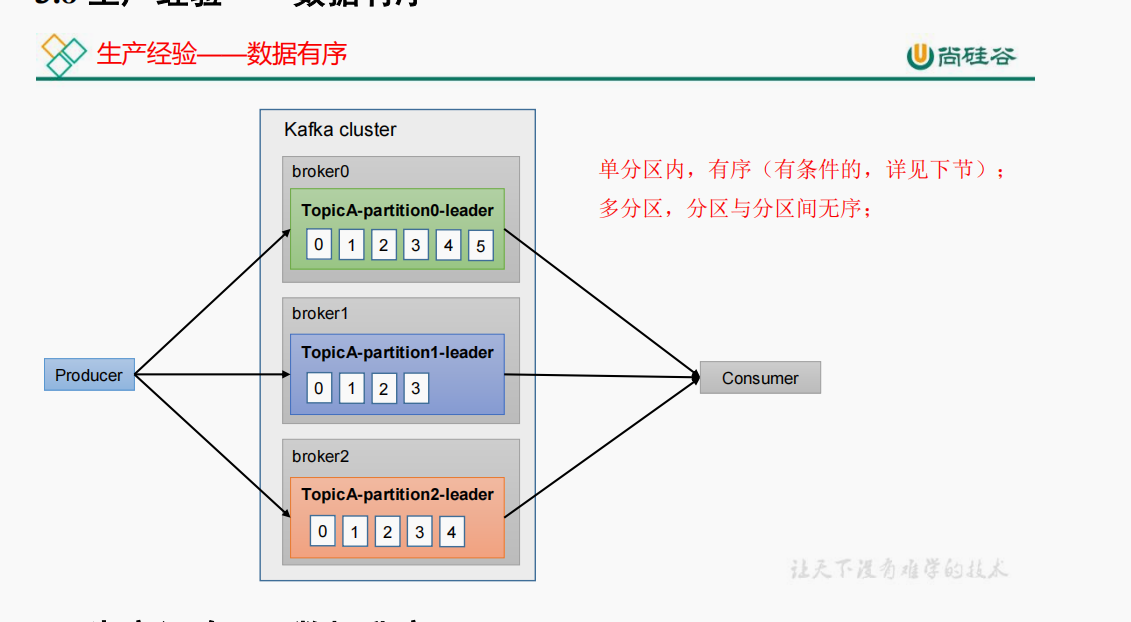 生产经验——数据有序
尚硅谷
Kafka cluster
broker0
TopicA-partition0-leader
0 1 2 3 4 5
单分区内，有序（有条件的，详见下节）；
多分区，分区与分区间无序；
broker1
TopicA-partition1-leader
0 1 2 3
Producer
Consumer
broker2
TopicA-partition2-leader
0 1 2 3 4
让天下没有难学的技术